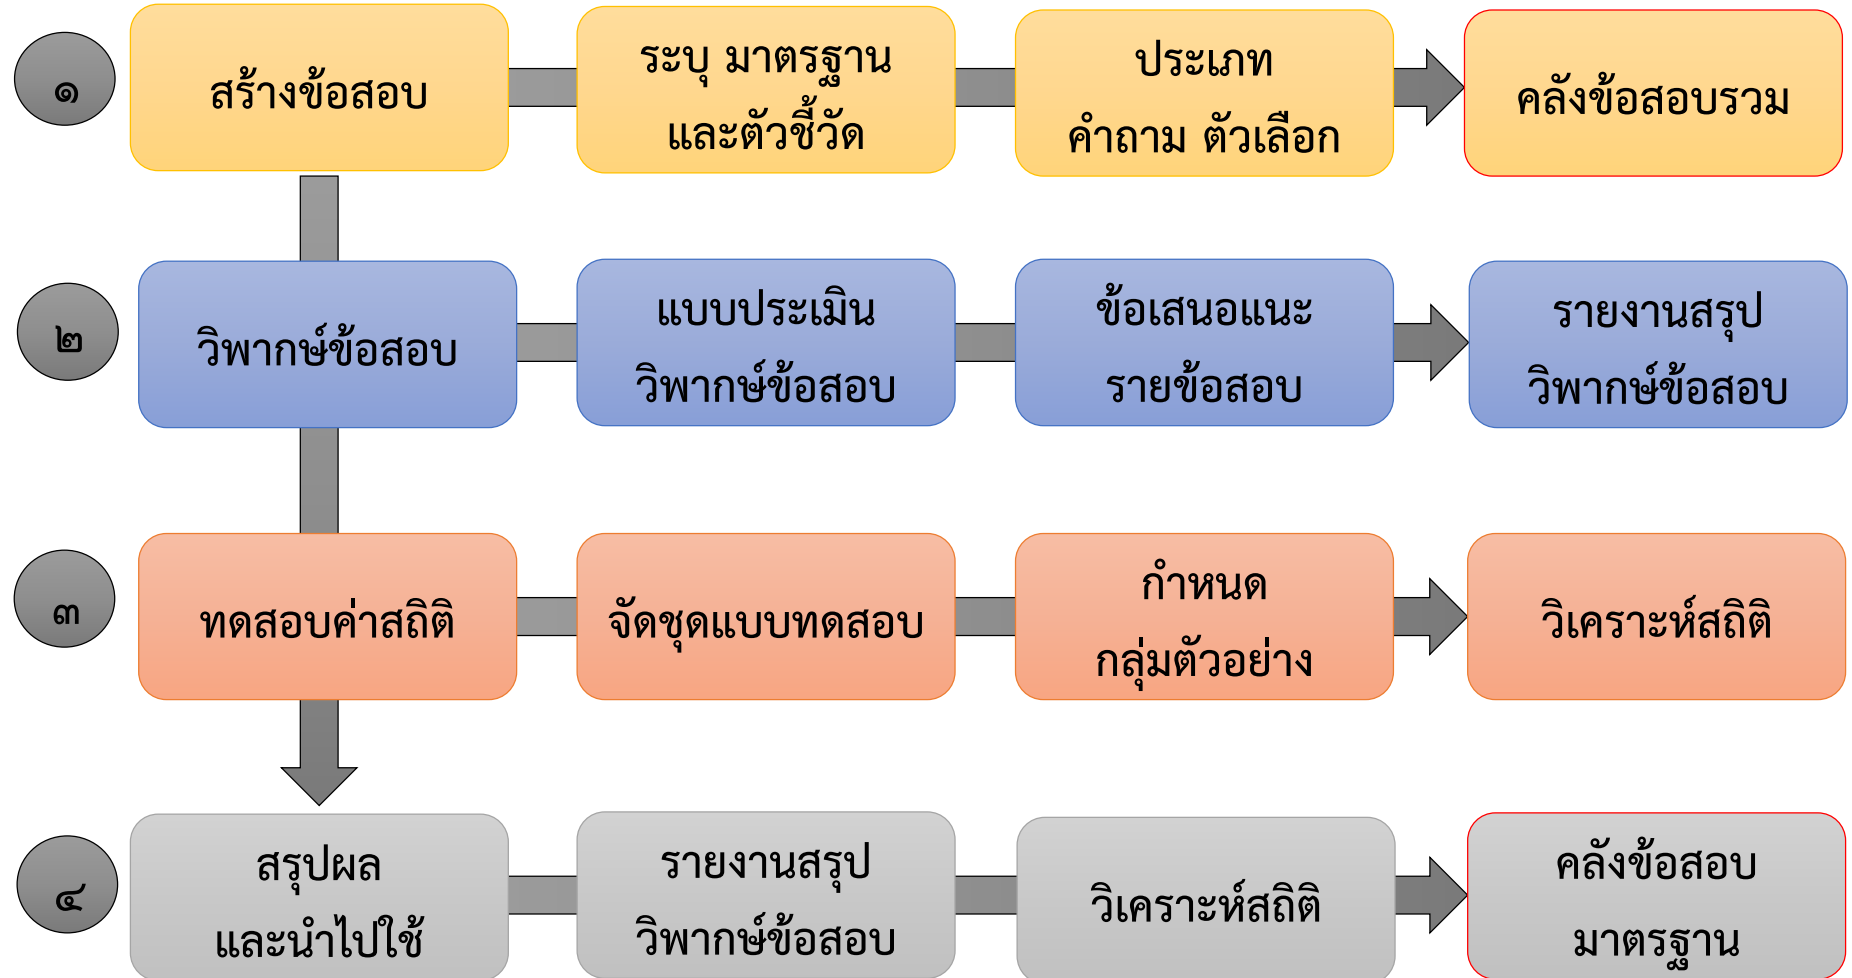 ๑
สร้างข้อสอบ
ระบุ มาตรฐาน
และตัวชี้วัด
ประเภท
คำถาม ตัวเลือก
คลังข้อสอบรวม
๒
วิพากษ์ข้อสอบ
แบบประเมิน
วิพากษ์ข้อสอบ
ข้อเสนอแนะ
รายข้อสอบ
รายงานสรุป
วิพากษ์ข้อสอบ
๓
ทดสอบค่าสถิติ
จัดชุดแบบทดสอบ
กำหนด
กลุ่มตัวอย่าง
วิเคราะห์สถิติ
๔
สรุปผล
และนำไปใช้
รายงานสรุป
วิพากษ์ข้อสอบ
วิเคราะห์สถิติ
คลังข้อสอบ
มาตรฐาน